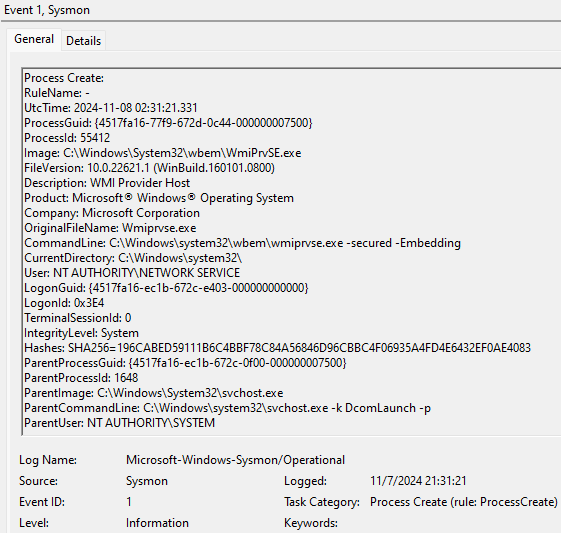 Event 1, Sysmon
General Details
Process Create:
RuleName: -
UtcTime: 2024-11-08 02:31:21.331
ProcessGuid: {4517fa16-77f9-672d-0c44-000000007500}
ProcessId: 55412
Image: C:\Windows\System32\wbem\WmiPrvSE.exe
FileVersion: 10.0.22621.1 (WinBuild.160101.0800)
Description: WMI Provider Host
Product: Microsoft® Windows® Operating System
Company: Microsoft Corporation
OriginalFileName: Wmiprvse.exe
CommandLine: C:\Windows\system32\wbem\wmiprvse.exe -secured -Embedding
CurrentDirectory: C:\Windows\system32\
User: NT AUTHORITY\NETWORK SERVICE
LogonGuid: {4517fa16-ec1b-672c-e403-000000000000}
LogonId: 0x3E4
TerminalSessionId: 0
IntegrityLevel: System
Hashes: SHA256=196CABED59111B6C4BBF78C84A56846D96CBBC4F06935A4FD4E6432EF0AE4083
ParentProcessGuid: {4517fa16-ec1b-672c-0f00-000000007500}
ParentProcessId: 1648
ParentImage: C:\Windows\System32\svchost.exe
ParentCommandLine: C:\Windows\system32\svchost.exe -k DcomLaunch -p
ParentUser: NT AUTHORITY\SYSTEM
Log Name: Microsoft-Windows-Sysmon/Operational
Source: Sysmon Logged: 11/7/2024 21:31:21
Event ID: 1 Task Category: Process Create (rule: ProcessCreate)
Level: Information Keywords: